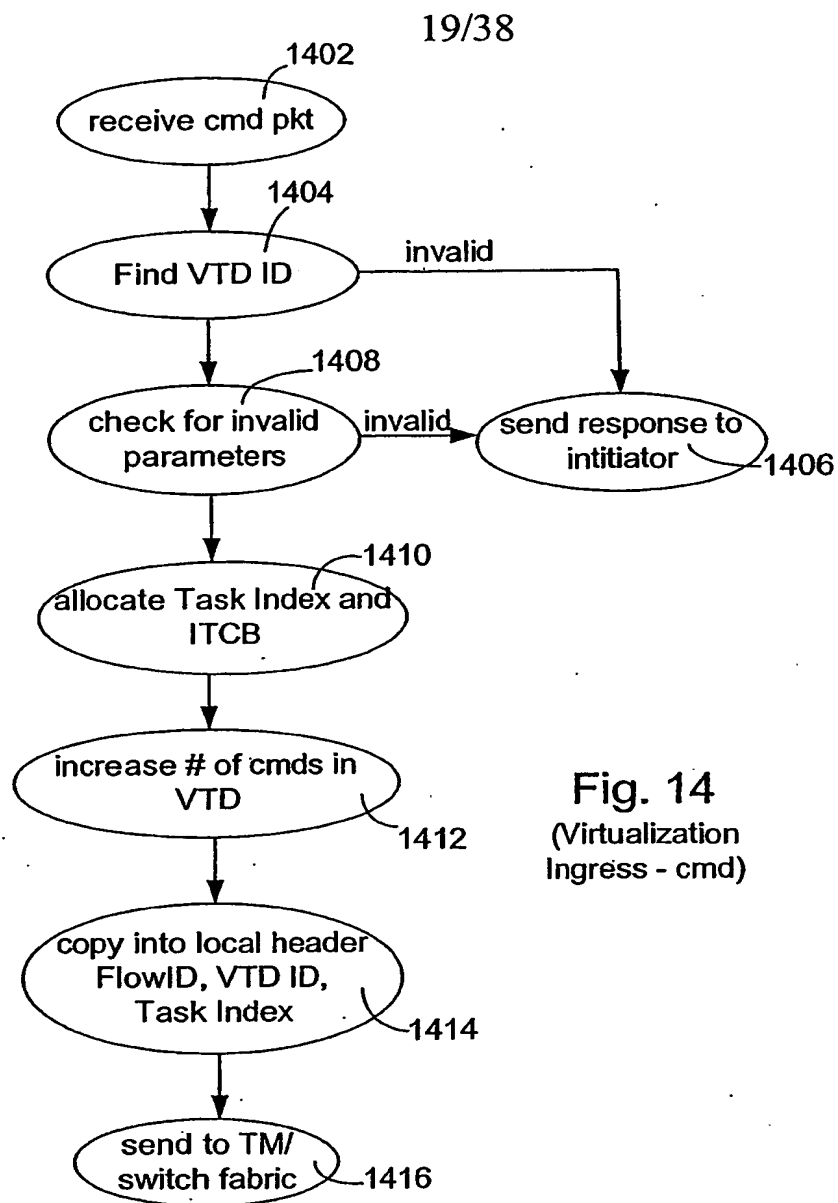 19/38
1402
receive cmd pkt
1404
Find VTD ID
invalid
1408
check for invalid
parameters
invalid
send response to
intitiator
1406
1410
allocate Task Index and
ITCB
increase # of cmds in
VTD
1412
Fig. 14
(Virtualization
Ingress - cmd)
copy into local header
FlowID, VTD ID,
Task Index
1414
send to TM/
switch fabric
1416